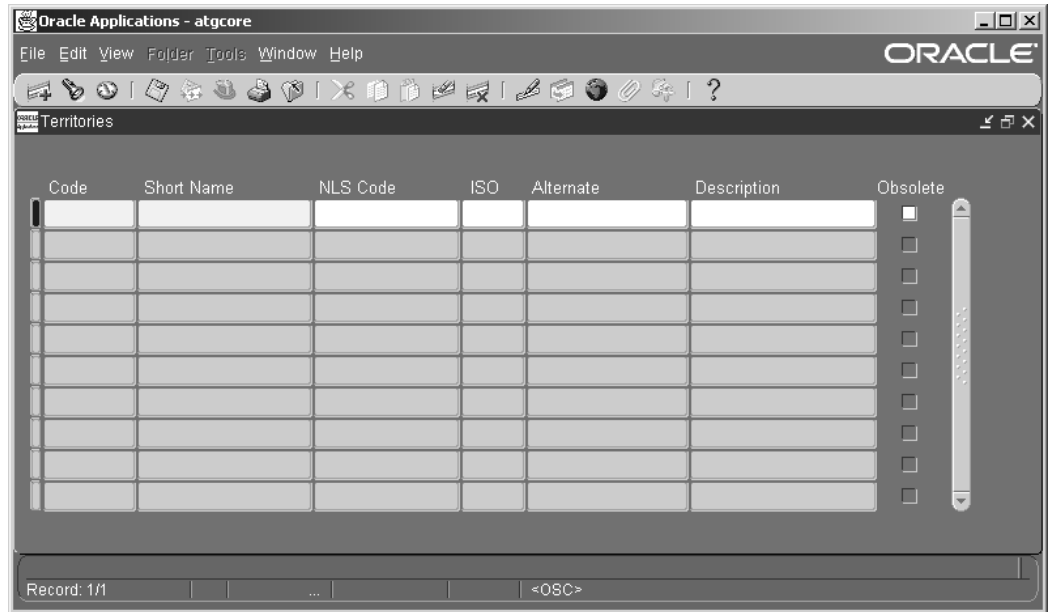 Oracle Applications - atgcore
File Edit View Folder Tools Window Help
ORACLE
Territories
Code Short Name NLS Code ISO Alternate Description Obsolete
Record: 1/1 ... <OSC>